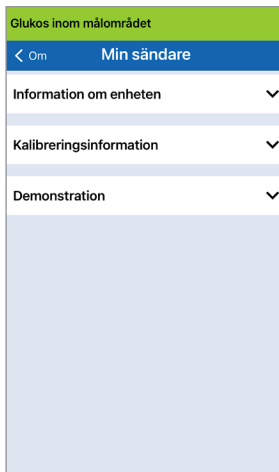 Glukos inom målområdet
Om Min sändare
Information om enheten
Kalibreringsinformation
Demonstration